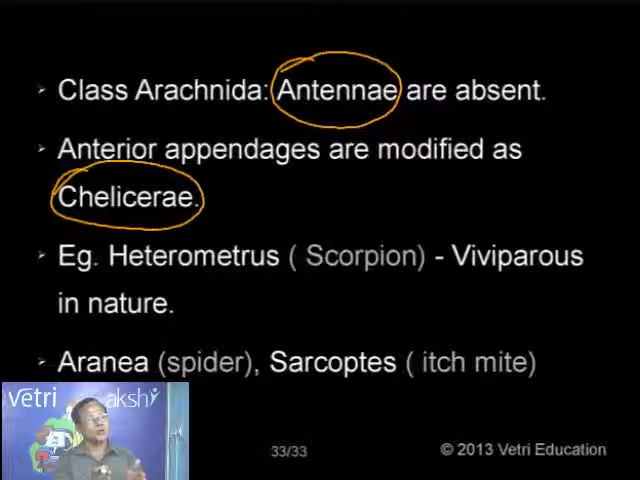 Class Arachnida: Antennae are absent.
Anterior appendages are modified as
Chelicerae.
Eg. Heterometrus ( Scorpion) - Viviparous
in nature.
Aranea (spider), Sarcoptes ( itch mite)
vetri akshi
33/33
© 2013 Vetri Education